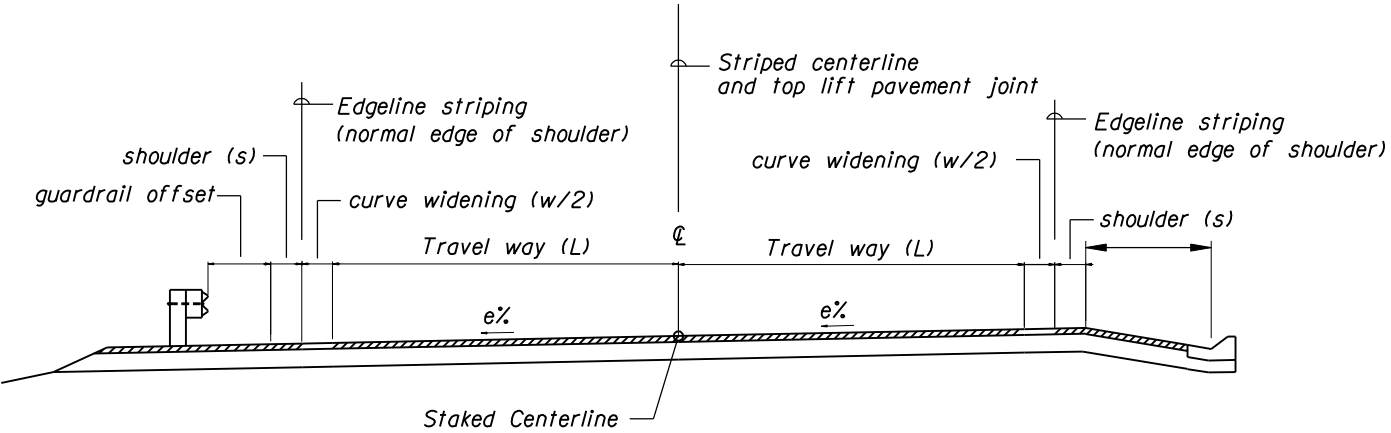 Striped centerline
and top lift pavement joint
Edgeline striping
(normal edge of shoulder)
Edgeline striping
(normal edge of shoulder)
shoulder (s)
curve widening (w/2)
guardrail offset
curve widening (w/2)
shoulder (s)
℄
Travel way (L)
Travel way (L)
e%
e%
Staked Centerline